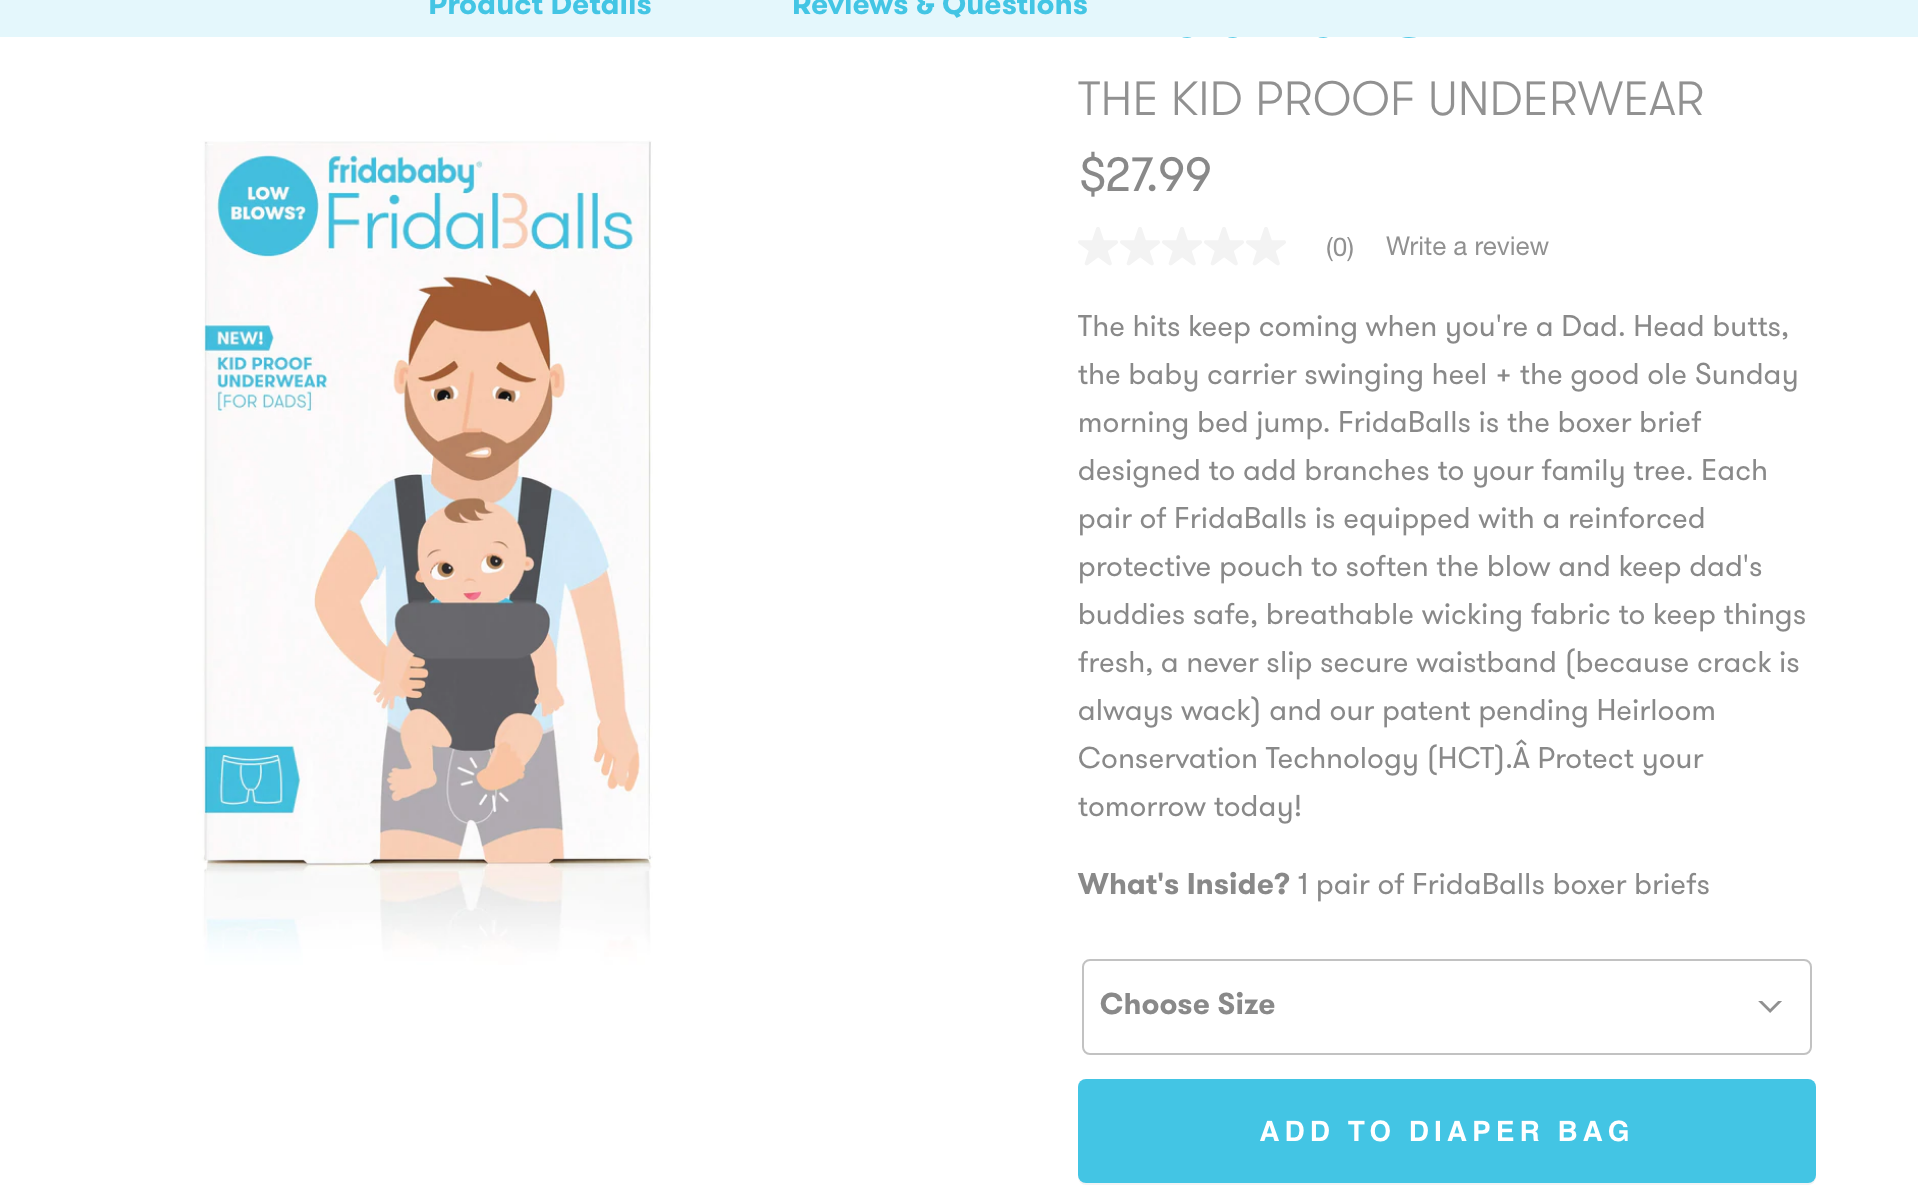 Product Details
Reviews & Questions
THE KID PROOF UNDERWEAR
$27.99
(0) Write a review
The hits keep coming when you're a Dad. Head butts,
the baby carrier swinging heel + the good ole Sunday
morning bed jump. FridaBalls is the boxer brief
designed to add branches to your family tree. Each
pair of FridaBalls is equipped with a reinforced
protective pouch to soften the blow and keep dad's
buddies safe, breathable wicking fabric to keep things
fresh, a never slip secure waistband (because crack is
always wack) and our patent pending Heirloom
Conservation Technology (HCT).Â Protect your
tomorrow today!
What's Inside? 1 pair of FridaBalls boxer briefs
Choose Size
ADD TO DIAPER BAG
LOW
BLOWS?
fridababy®
FridaBalls
NEW!
KID PROOF
UNDERWEAR
[FOR DADS]